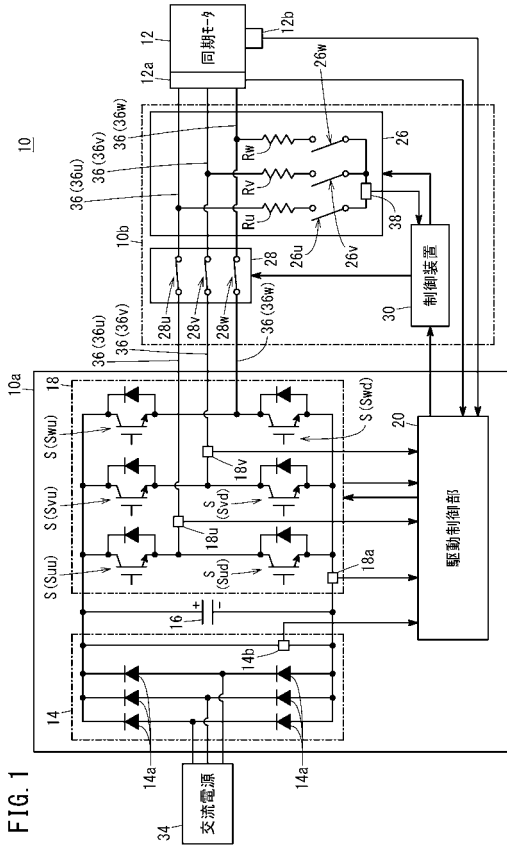 FIG.1
10
10a
10b
12
同期モータ
12a
12b
36(36u)
36(36v)
36(36w)
Ru
Rv
Rw
26
26u
26v
26w
38
28
28u
28v
28w
制御装置
30
36(36u)
36(36v)
36(36w)
18
S(Suu)
S(Svu)
S(Swu)
S
(Sud)
S
(Svd)
S(Swd)
18u
18v
18a
16
+
-
20
駆動制御部
14
14a
14a
14b
交流電源
34